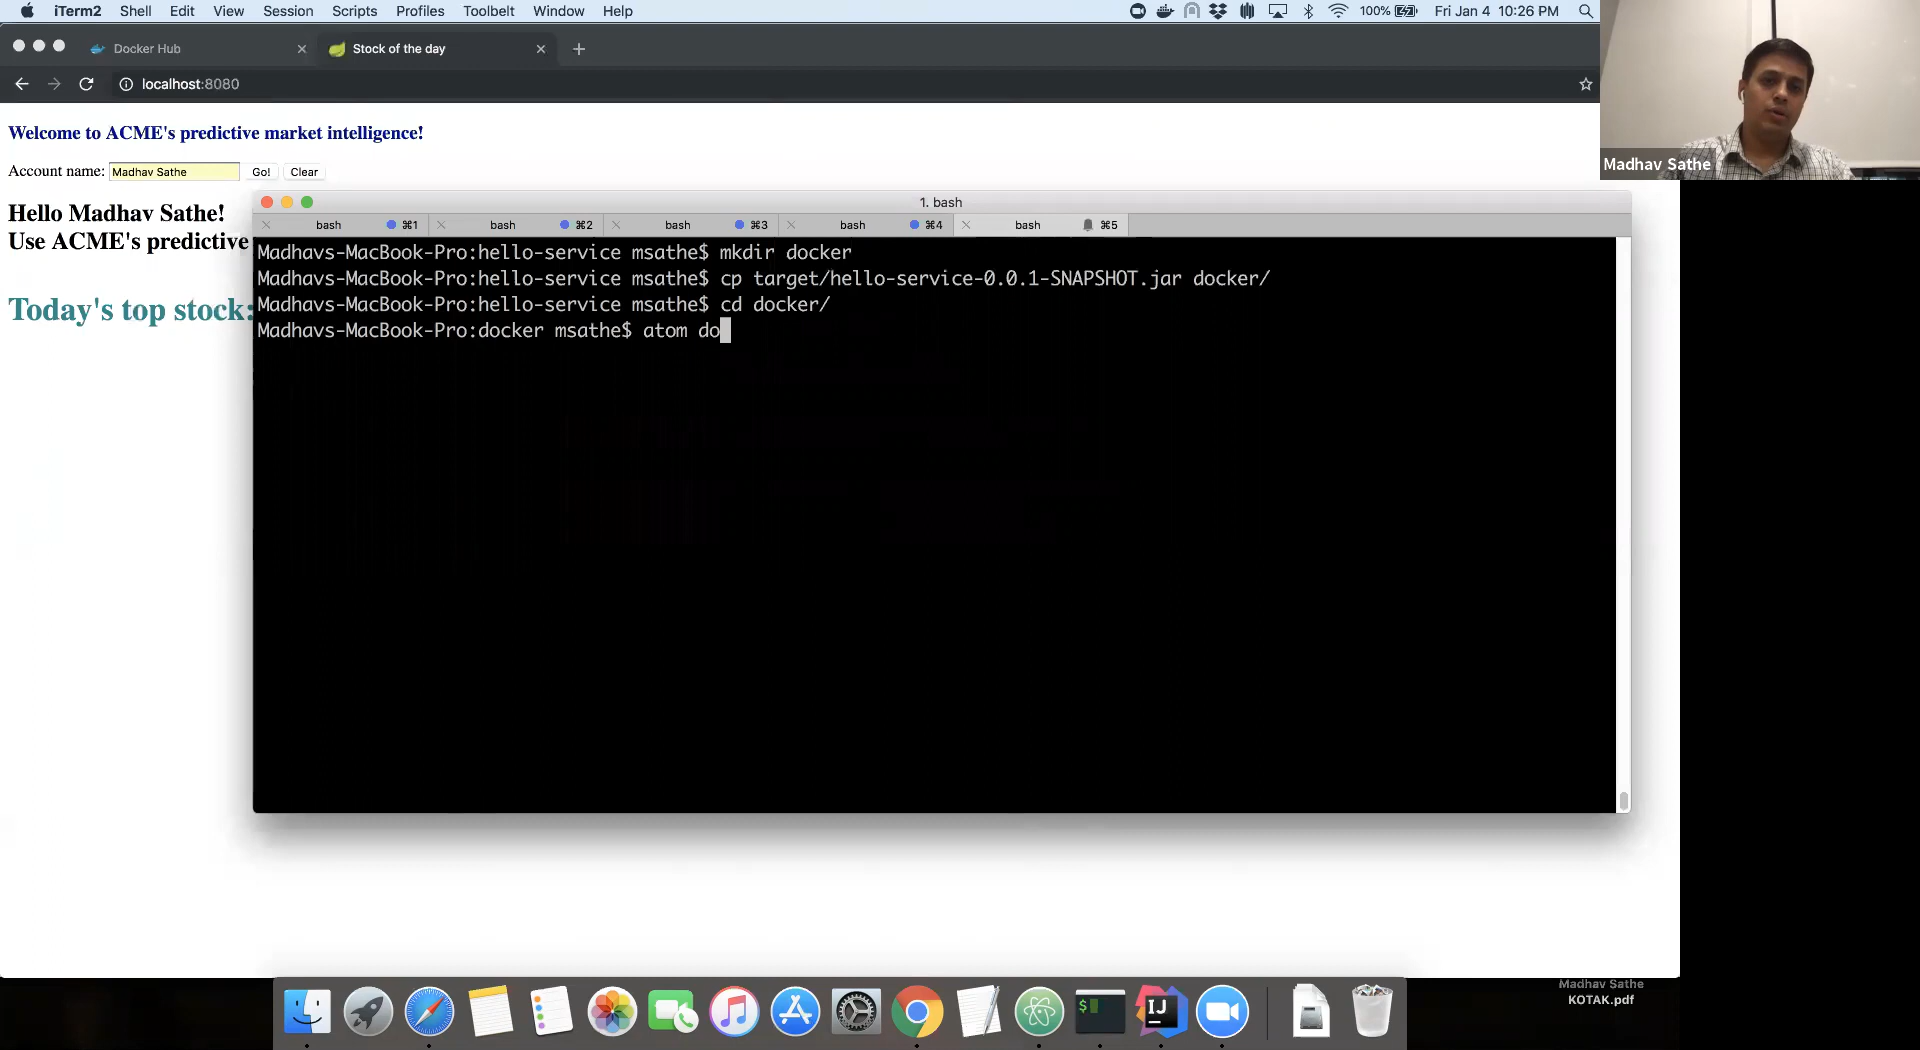 iTerm2 Shell Edit View Session Scripts Profiles Toolbelt Window Help 100% Fri Jan 4 10:26 PM
Docker Hub Stock of the day
localhost:8080
Welcome to ACME's predictive market intelligence!
Account name: Madhav Sathe Go! Clear
Hello Madhav Sathe!
Use ACME's predictive
Today's top stock:
Madhav Sathe
1. bash
bash ⌘1 bash ⌘2 bash ⌘3 bash ⌘4 bash ⌘5
Madhavs-MacBook-Pro:hello-service msathe$ mkdir docker
Madhavs-MacBook-Pro:hello-service msathe$ cp target/hello-service-0.0.1-SNAPSHOT.jar docker/
Madhavs-MacBook-Pro:hello-service msathe$ cd docker/
Madhavs-MacBook-Pro:docker msathe$ atom do
$
IJ
Madhav Sathe
KOTAK.pdf